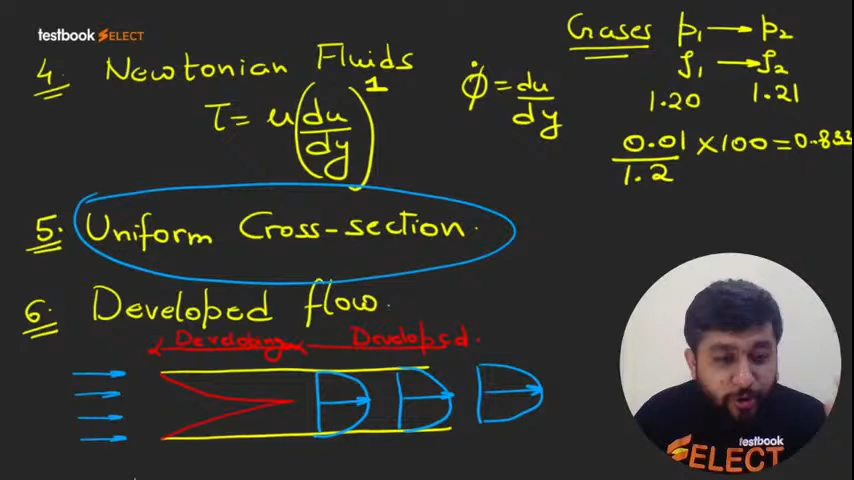 testbook SELECT
4. Newtonian Fluids
τ = μ(du/dy)^1
φ̇ = du/dy
Gases p1 → p2
ρ1 → ρ2
1.20 1.21
0.01/1.2 × 100 = 0.833
5. Uniform Cross-section.
6. Developed flow.
Developing Developed.
testbook
SELECT